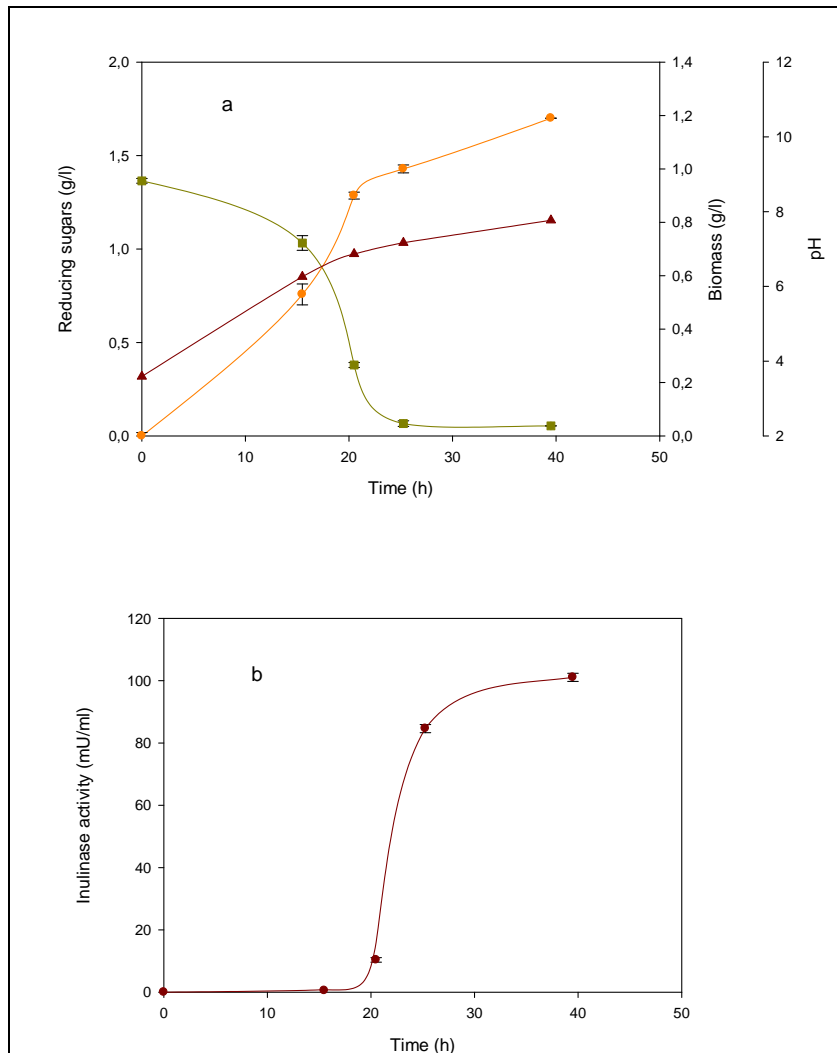 a
2,0
1,5
1,0
0,5
0,0
Reducing sugars (g/l)
0 10 20 30 40 50
Time (h)
1,4
1,2
1,0
0,8
0,6
0,4
0,2
0,0
Biomass (g/l)
12
10
8
6
4
2
pH
b
120
100
80
60
40
20
0
Inulinase activity (mU/ml)
0 10 20 30 40 50
Time (h)